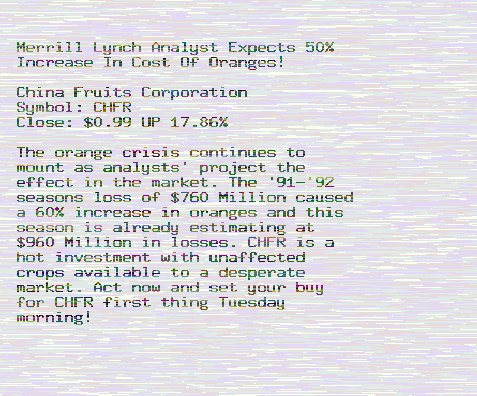 Merrill Lynch Analyst Expects 50%
Increase In Cost Of Oranges!
China Fruits Corporation
Symbol: CHFR
Close: $0.99 UP 17.86%
The orange crisis continues to
mount as analysts' project the
effect in the market. The '91-'92
seasons loss of $760 Million caused
a 60% increase in oranges and this
season is already estimating at
$960 Million in losses. CHFR is a
hot investment with unaffected
crops available to a desperate
market. Act now and set your buy
for CHFR first thing Tuesday
morning!